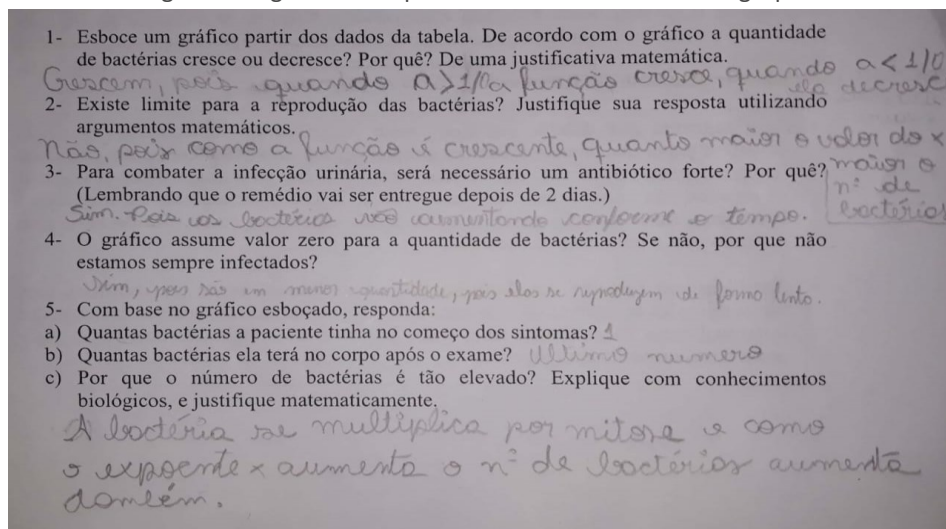 1- Esboce um gráfico partir dos dados da tabela. De acordo com o gráfico a quantidade
de bactérias cresce ou decresce? Por quê? De uma justificativa matemática.
Crescem, pois quando a>1/a função cresce, quando a<1/0
ela decresc
2- Existe limite para a reprodução das bactérias? Justifique sua resposta utilizando
argumentos matemáticos.
Não, pois como a função é crescente, quanto maior o valor do x
maior o
nº de
bactérias
3- Para combater a infecção urinária, será necessário um antibiótico forte? Por quê?
(Lembrando que o remédio vai ser entregue depois de 2 dias.)
Sim. Pois as bactérias vão aumentando conforme o tempo.
4- O gráfico assume valor zero para a quantidade de bactérias? Se não, por que não
estamos sempre infectados?
Sim, pois são em menor quantidade, pois elas se reproduzem de forma lenta.
5- Com base no gráfico esboçado, responda:
a) Quantas bactérias a paciente tinha no começo dos sintomas? 1
b) Quantas bactérias ela terá no corpo após o exame? Ultimo numero
c) Por que o número de bactérias é tão elevado? Explique com conhecimentos
biológicos, e justifique matematicamente.
A bactéria se multiplica por mitose e como
o expoente x aumenta o nº de bactérias aumenta
também.